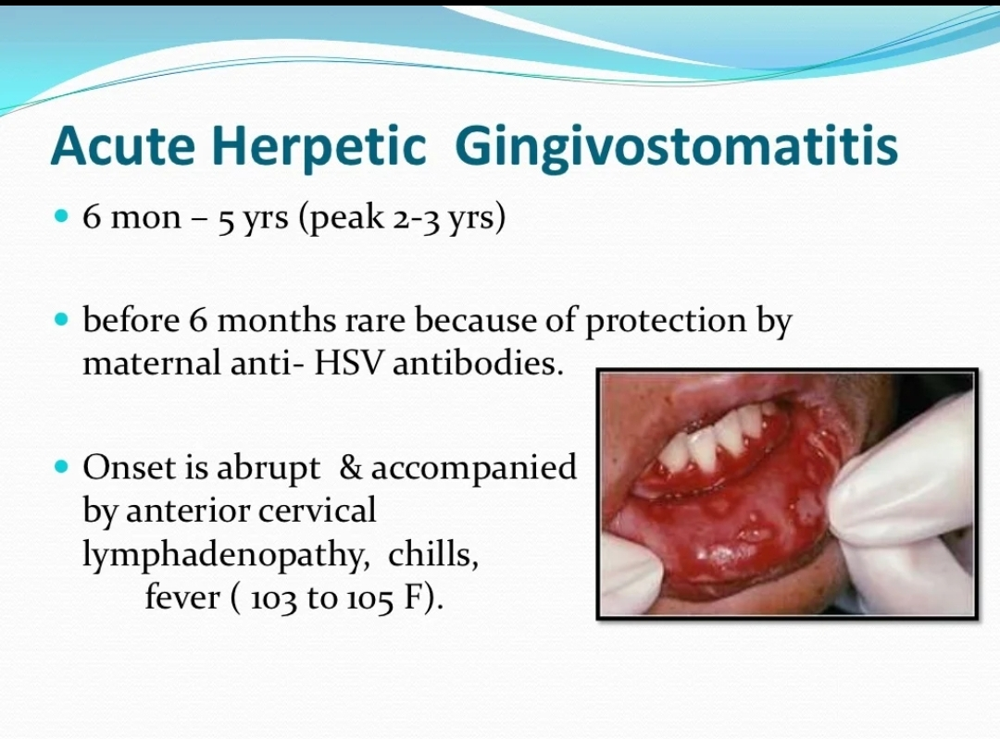 Acute Herpetic Gingivostomatitis
• 6 mon – 5 yrs (peak 2-3 yrs)
• before 6 months rare because of protection by
maternal anti- HSV antibodies.
• Onset is abrupt & accompanied
by anterior cervical
lymphadenopathy, chills,
fever ( 103 to 105 F).